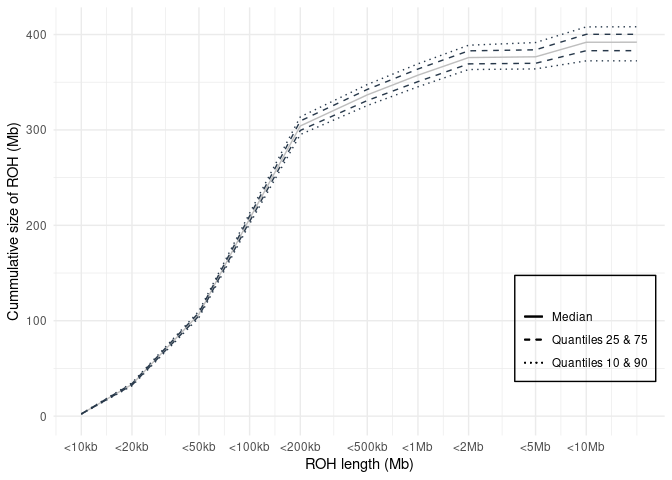 Cummulative size of ROH (Mb)
400
300
200
100
0
Median
Quantiles 25 & 75
Quantiles 10 & 90
<10kb <20kb <50kb <100kb <200kb <500kb <1Mb <2Mb <5Mb <10Mb
ROH length (Mb)